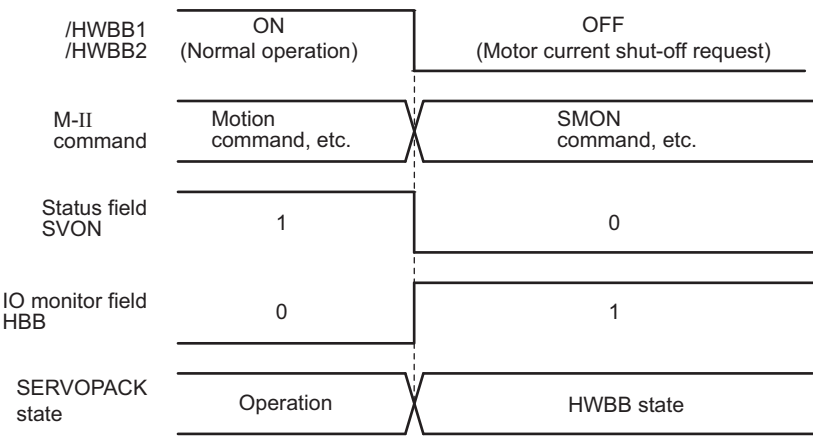 /HWBB1
/HWBB2
ON
(Normal operation)
OFF
(Motor current shut-off request)
M-II
command
Motion
command, etc.
SMON
command, etc.
Status field
SVON
1
0
IO monitor field
HBB
0
1
SERVOPACK
state
Operation
HWBB state